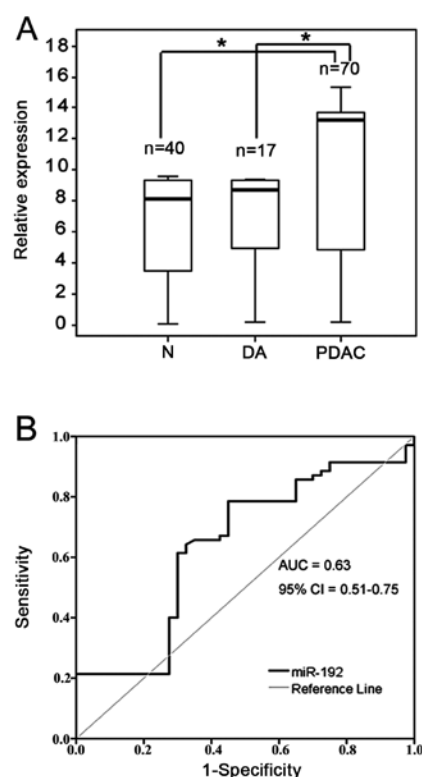 A
* *
n=70
n=40
n=17
Relative expression
18
16
14
12
10
8
6
4
2
0
N DA PDAC
B
Sensitivity
1.0
0.8
0.6
0.4
0.2
0.0
AUC = 0.63
95% CI = 0.51-0.75
miR-192
Reference Line
0.0 0.2 0.4 0.6 0.8 1.0
1-Specificity